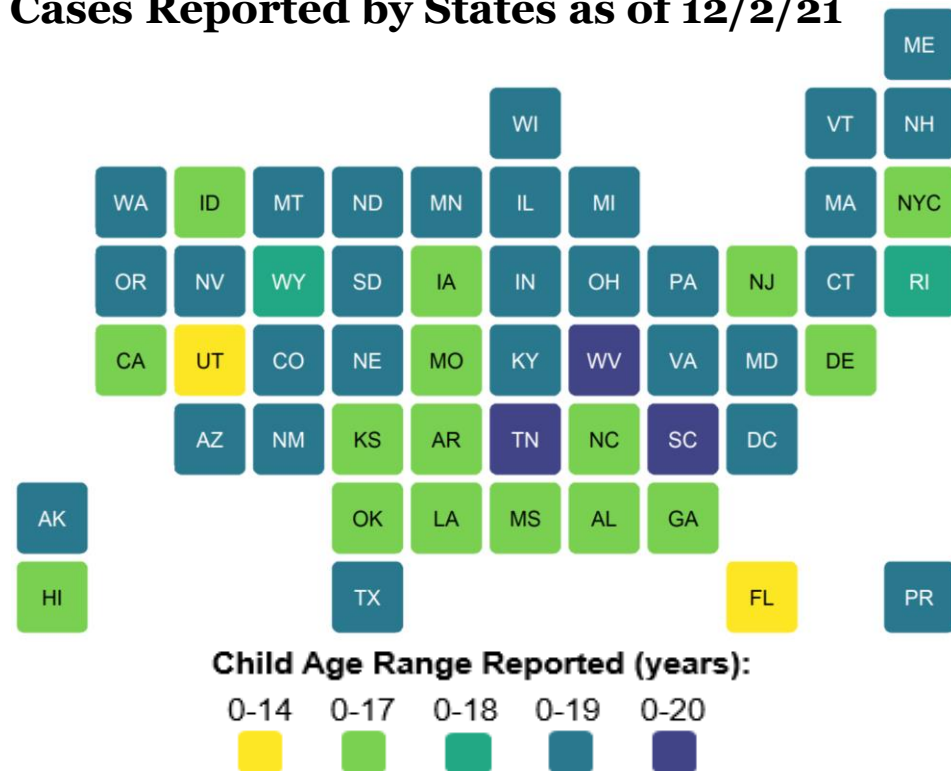 Cases Reported by States as of 12/2/21
ME
WI VT NH
WA ID MT ND MN IL MI MA NYC
OR NV WY SD IA IN OH PA NJ CT RI
CA UT CO NE MO KY WV VA MD DE
AZ NM KS AR TN NC SC DC
AK OK LA MS AL GA
HI TX FL PR
Child Age Range Reported (years):
0-14 0-17 0-18 0-19 0-20